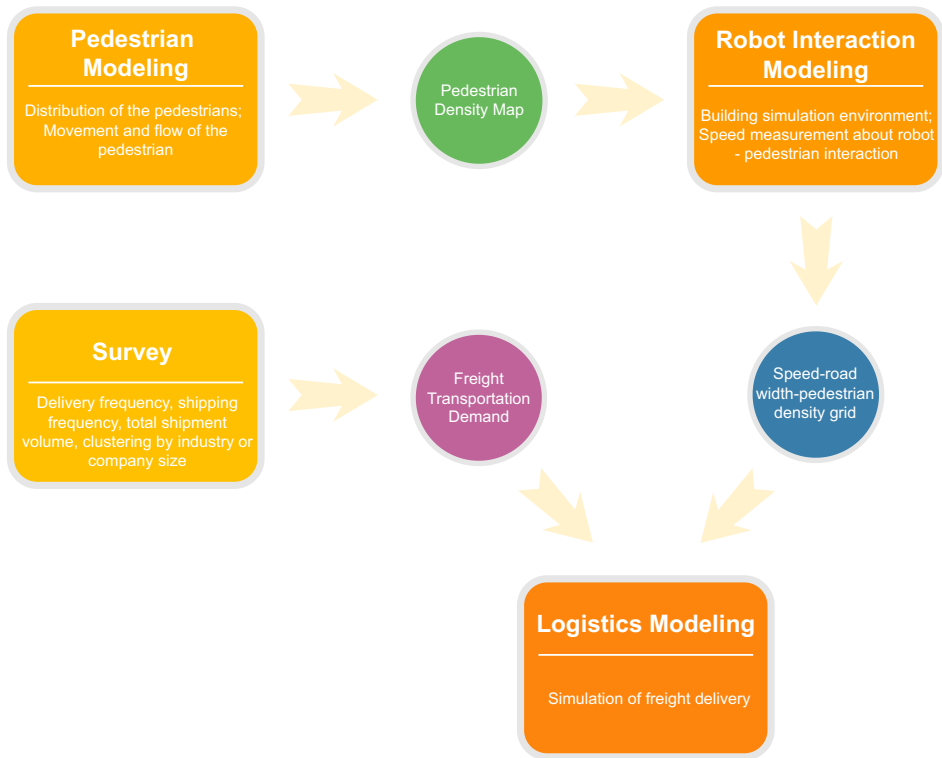 Pedestrian
Modeling
Distribution of the pedestrians;
Movement and flow of the
pedestrian
Pedestrian
Density Map
Robot Interaction
Modeling
Building simulation environment;
Speed measurement about robot
- pedestrian interaction
Survey
Delivery frequency, shipping
frequency, total shipment
volume, clustering by industry or
company size
Freight
Transportation
Demand
Speed-road
width-pedestrian
density grid
Logistics Modeling
Simulation of freight delivery